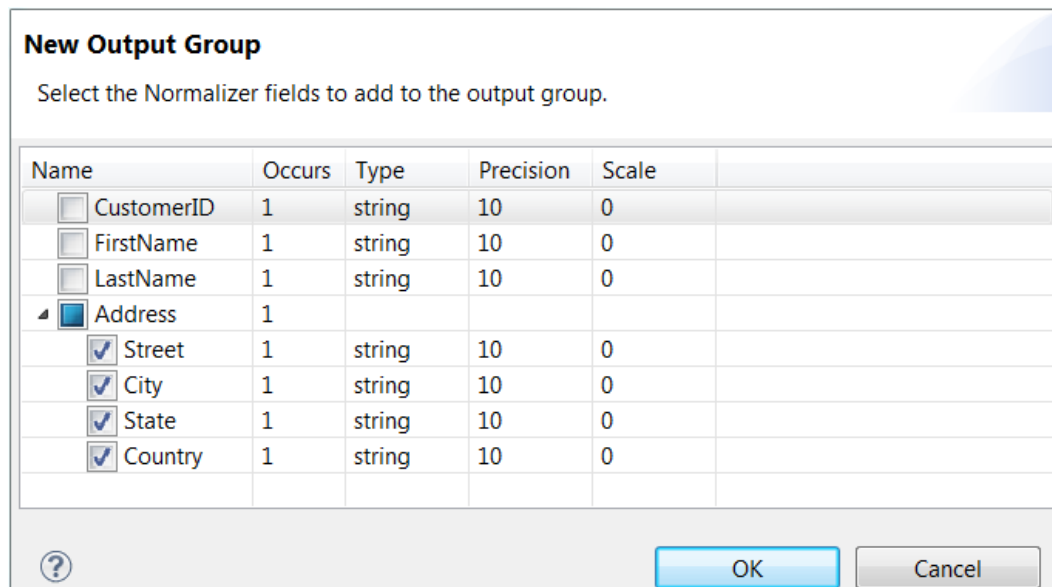 New Output Group
Select the Normalizer fields to add to the output group.
Name Occurs Type Precision Scale
CustomerID 1 string 10 0
FirstName 1 string 10 0
LastName 1 string 10 0
Address 1
Street 1 string 10 0
City 1 string 10 0
State 1 string 10 0
Country 1 string 10 0
? OK Cancel